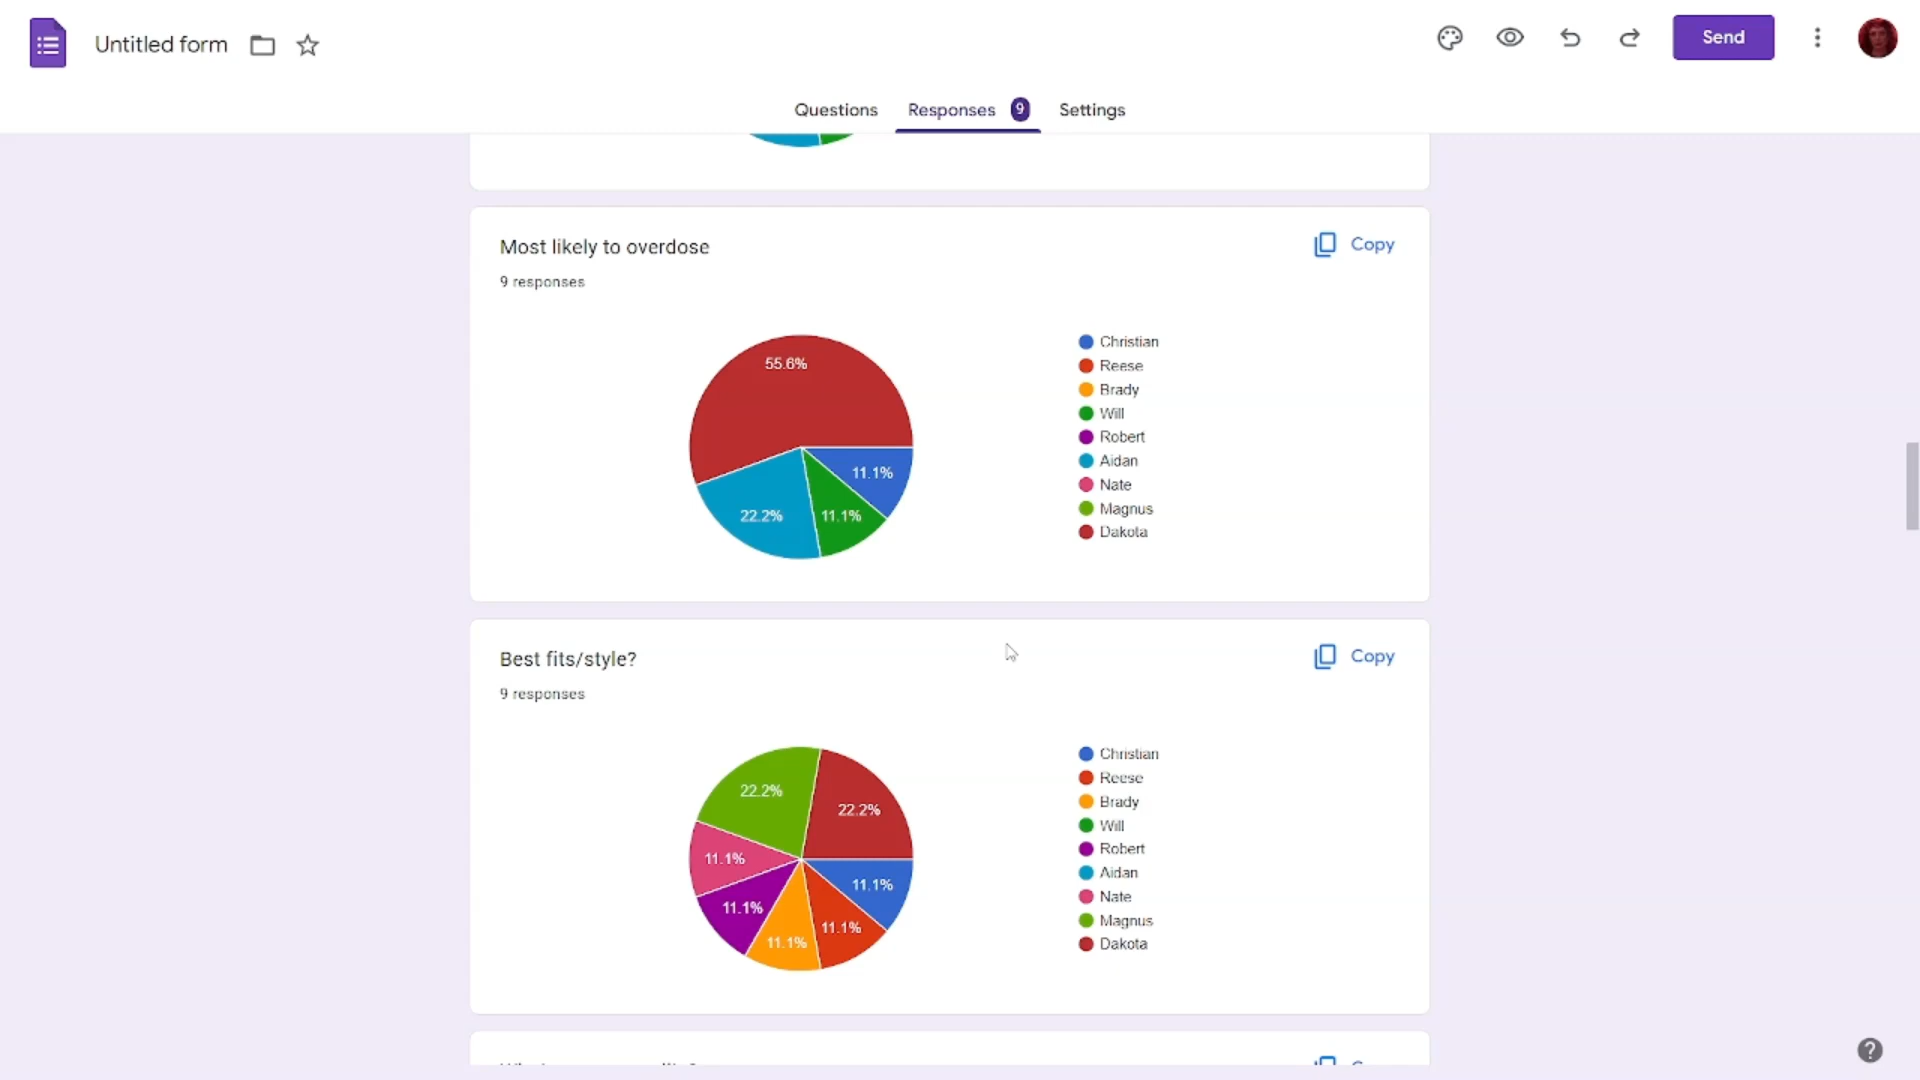 Untitled form
Send
Questions
Responses 9
Settings
Most likely to overdose
Copy
9 responses
55.6%
11.1%
22.2%
11.1%
Christian
Reese
Brady
Will
Robert
Aidan
Nate
Magnus
Dakota
Best fits/style?
Copy
9 responses
22.2%
22.2%
11.1%
11.1%
11.1%
11.1%
11.1%
Christian
Reese
Brady
Will
Robert
Aidan
Nate
Magnus
Dakota